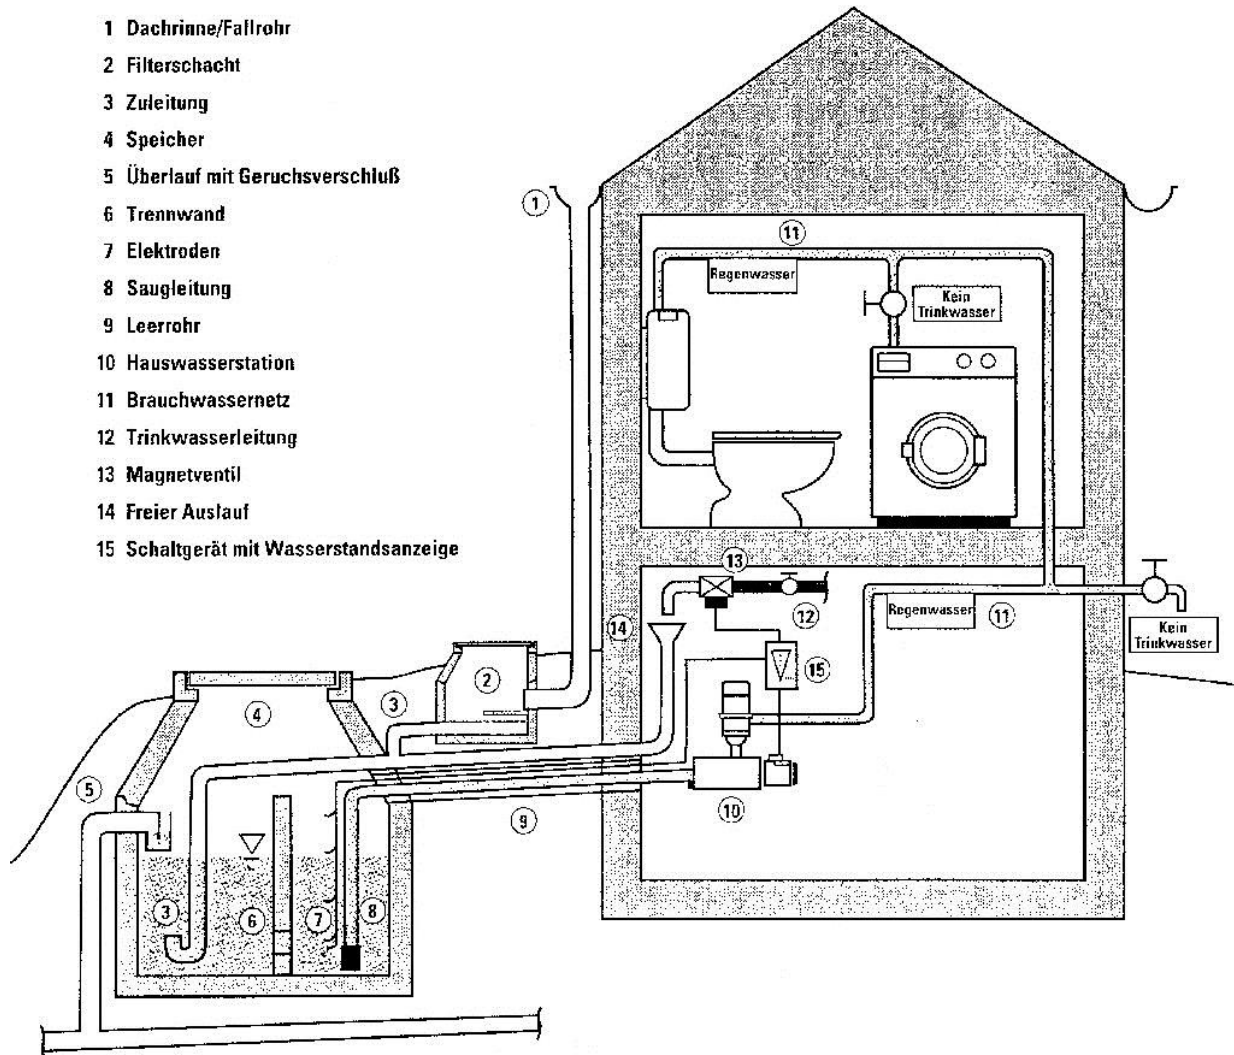 1 Dachrinne/Fallrohr
2 Filterschacht
3 Zuleitung
4 Speicher
5 Überlauf mit Geruchsverschluß
6 Trennwand
7 Elektroden
8 Saugleitung
9 Leerrohr
10 Hauswasserstation
11 Brauchwassernetz
12 Trinkwasserleitung
13 Magnetventil
14 Freier Auslauf
15 Schaltgerät mit Wasserstandsanzeige
1
11
Regenwasser
Kein
Trinkwasser
13
12
14
Regenwasser
11
Kein
Trinkwasser
15
2
3
4
5
10
9
3
6
7
8